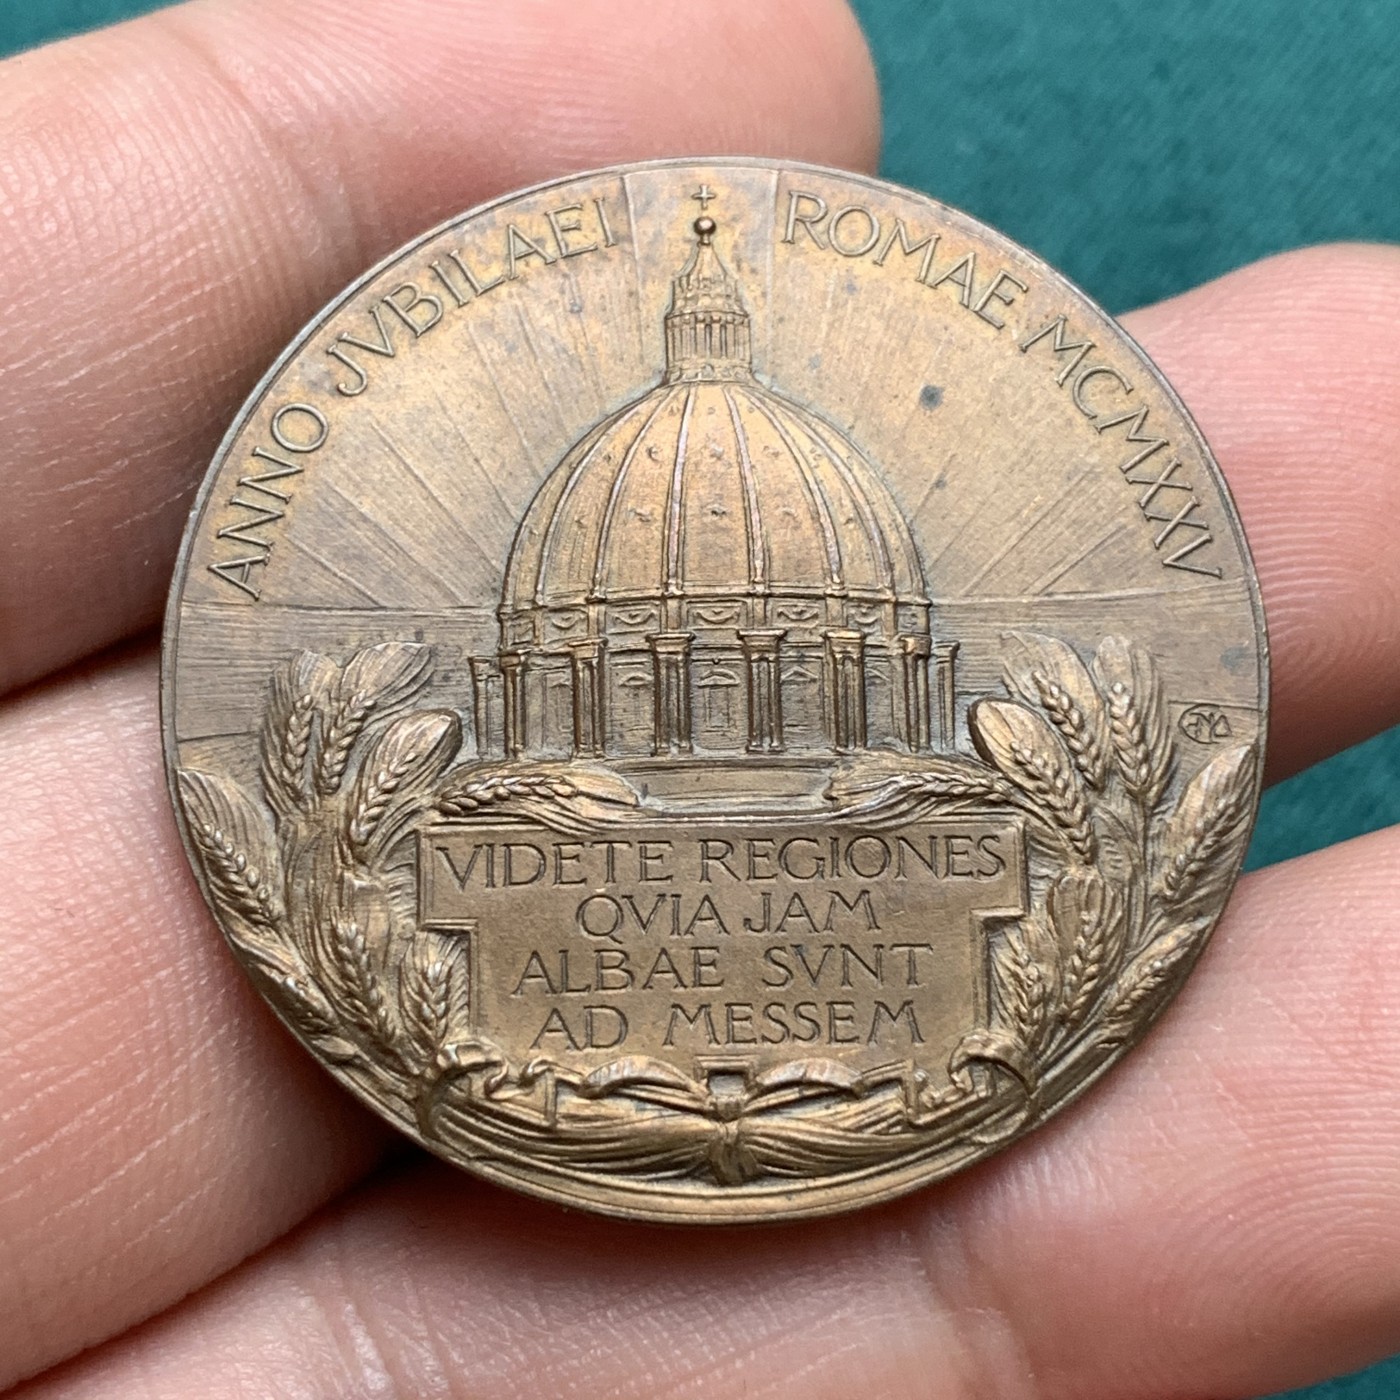 ANNO JVBILAEI ROMAE MCMXXV
VIDETE REGIONES
QVIA JAM
ALBAE SVNT
AD MESSEM